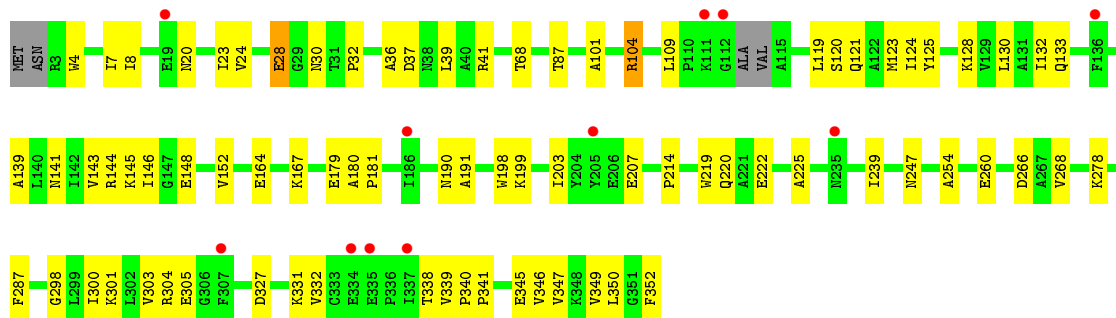 MET ASN R3 W4 I7 I8 E19 N20 I23 V24 E28 G29 N30 T31 P32 A36 D37 N38 L39 A40 R41 T68 T87 A101 R104 L109 P110 K111 G112 ALA VAL A115 L119 S120 Q121 A122 M123 I124 Y125 K128 V129 L130 A131 I132 Q133 F136
A139 L140 N141 I142 V143 R144 K145 I146 G147 E148 V152 E164 K167 E179 A180 P181 I186 N190 A191 W198 K199 I203 Y204 Y205 E206 E207 P214 W219 Q220 A221 E222 A225 N235 I239 N247 A254 E260 D266 A267 V268 K278
F287 G298 L299 I300 K301 L302 V303 R304 E305 G306 F307 D327 K331 V332 C333 E334 E335 P336 I337 T338 V339 P340 P341 E345 V346 V347 K348 V349 L350 G351 F352